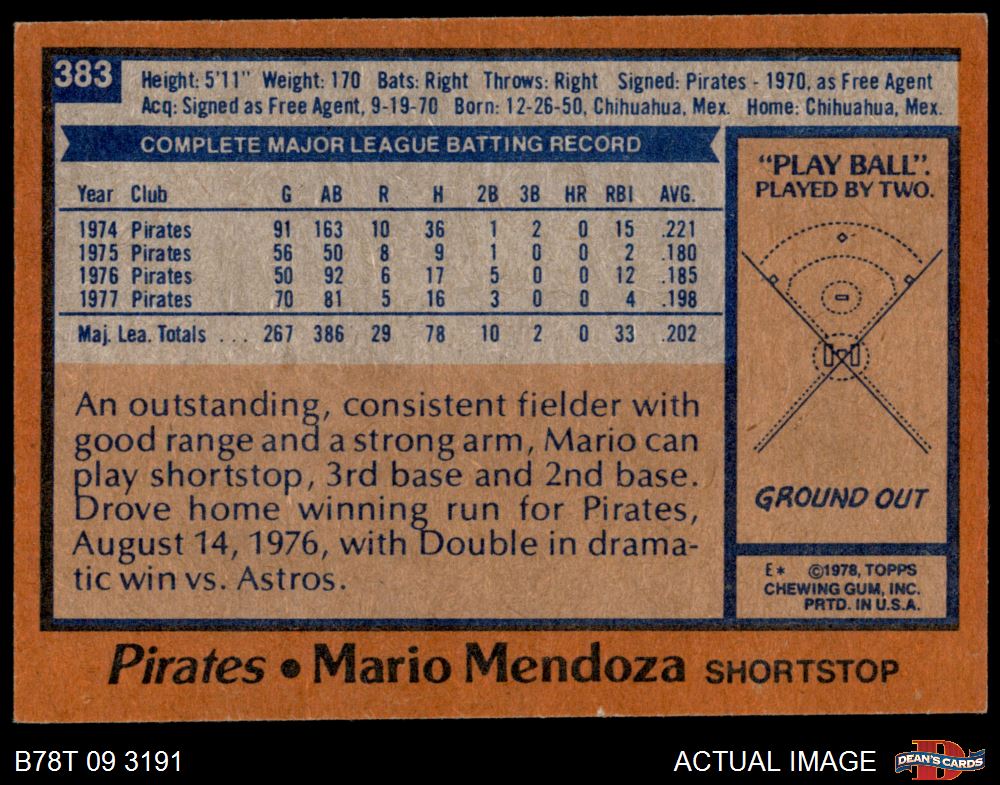 383
Height: 5'11" Weight: 170 Bats: Right Throws: Right Signed: Pirates - 1970, as Free Agent
Acq: Signed as Free Agent, 9-19-70 Born: 12-26-50, Chihuahua, Mex. Home: Chihuahua, Mex.
COMPLETE MAJOR LEAGUE BATTING RECORD
Year Club G AB R H 2B 3B HR RBI AVG.
1974 Pirates 91 163 10 36 1 2 0 15 .221
1975 Pirates 56 50 8 9 1 0 0 2 .180
1976 Pirates 50 92 6 17 5 0 0 12 .185
1977 Pirates 70 81 5 16 3 0 0 4 .198
Maj. Lea. Totals . . . 267 386 29 78 10 2 0 33 .202
An outstanding, consistent fielder with
good range and a strong arm, Mario can
play shortstop, 3rd base and 2nd base.
Drove home winning run for Pirates,
August 14, 1976, with Double in drama-
tic win vs. Astros.
"PLAY BALL".
PLAYED BY TWO.
GROUND OUT
E* ©1978, TOPPS
CHEWING GUM, INC.
PRTD. IN U.S.A.
Pirates • Mario Mendoza SHORTSTOP
B78T 09 3191
ACTUAL IMAGE
D
DEAN'S CARDS